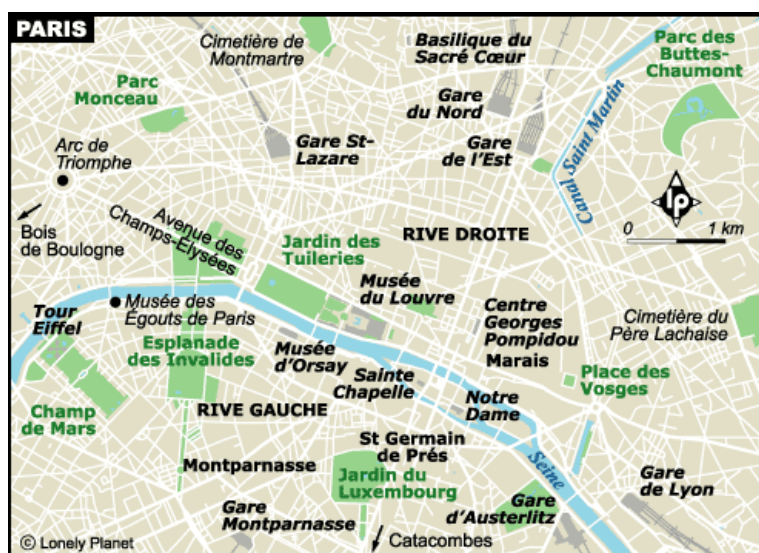 PARIS
Cimetière de
Montmartre
Basilique du
Sacré Cœur
Parc des
Buttes-
Chaumont
Parc
Monceau
Gare
du Nord
Canal Saint Martin
Arc de
Triomphe
Gare St-
Lazare
Gare
de l'Est
lp
0 1 km
Bois
de Boulogne
Avenue des
Champs-Elysées
Jardin des
Tuileries
RIVE DROITE
Musée
du Louvre
Tour
Eiffel
Musée des
Égouts de Paris
Centre
Georges
Pompidou
Marais
Cimetière du
Père Lachaise
Esplanade
des Invalides
Musée
d'Orsay
Sainte
Chapelle
Notre
Dame
Place des
Vosges
Champ
de Mars
RIVE GAUCHE
St Germain
de Prés
Seine
Montparnasse
Jardin du
Luxembourg
Gare
de Lyon
Gare
Montparnasse
Gare
d'Austerlitz
© Lonely Planet
Catacombes